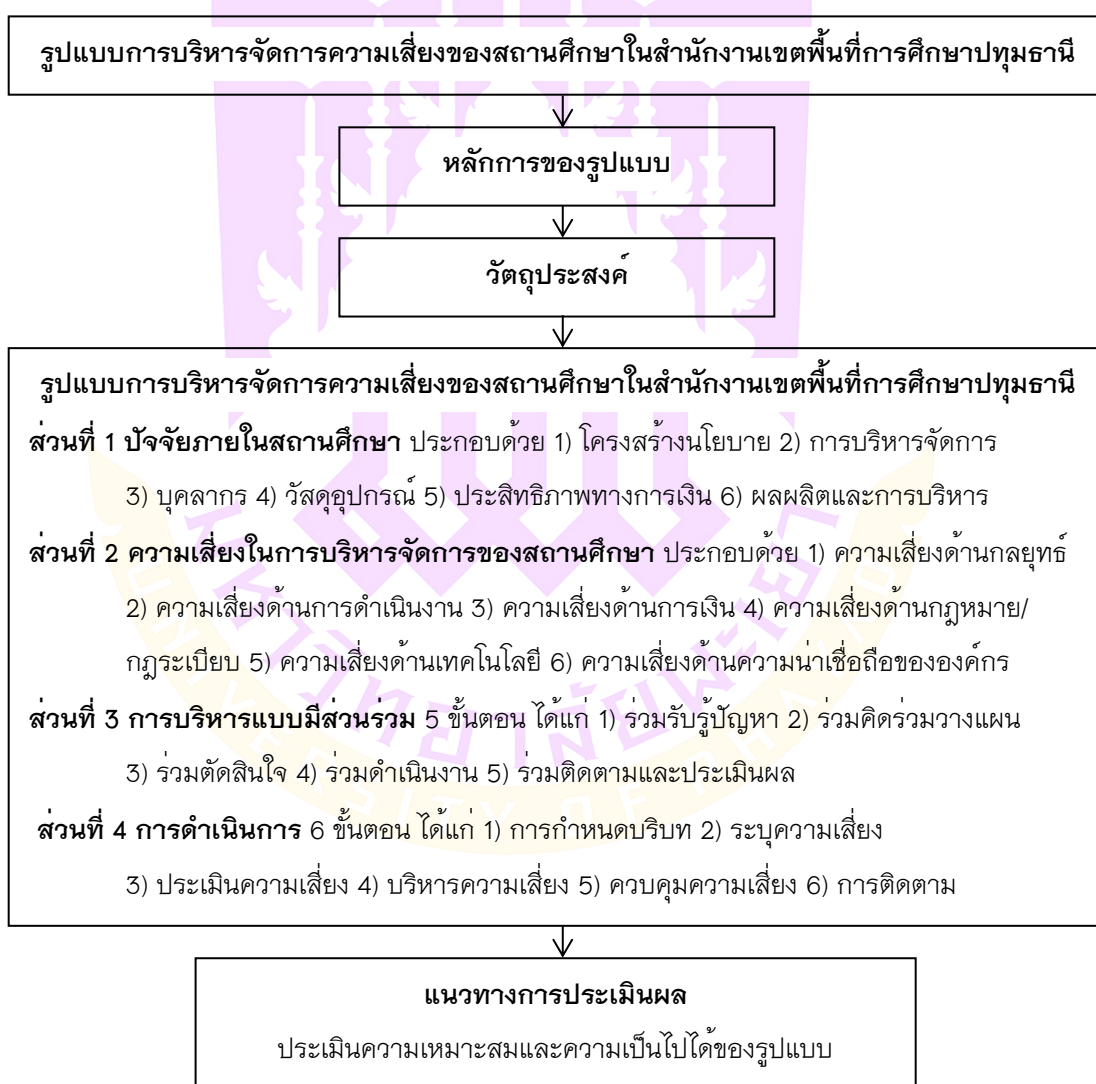 รูปแบบการบริหารจัดการความเสี่ยงของสถานศึกษาในสำนักงานเขตพื้นที่การศึกษาปทุมธานี
หลักการของรูปแบบ
วัตถุประสงค์
รูปแบบการบริหารจัดการความเสี่ยงของสถานศึกษาในสำนักงานเขตพื้นที่การศึกษาปทุมธานี
ส่วนที่ 1 ปัจจัยภายในสถานศึกษา ประกอบด้วย 1) โครงสร้างนโยบาย 2) การบริหารจัดการ
3) บุคลากร 4) วัสดุอุปกรณ์ 5) ประสิทธิภาพทางการเงิน 6) ผลผลิตและการบริหาร
ส่วนที่ 2 ความเสี่ยงในการบริหารจัดการของสถานศึกษา ประกอบด้วย 1) ความเสี่ยงด้านกลยุทธ์
2) ความเสี่ยงด้านการดำเนินงาน 3) ความเสี่ยงด้านการเงิน 4) ความเสี่ยงด้านกฎหมาย/
กฎระเบียบ 5) ความเสี่ยงด้านเทคโนโลยี 6) ความเสี่ยงด้านความน่าเชื่อถือขององค์กร
ส่วนที่ 3 การบริหารแบบมีส่วนร่วม 5 ขั้นตอน ได้แก่ 1) ร่วมรับรู้ปัญหา 2) ร่วมคิดร่วมวางแผน
3) ร่วมตัดสินใจ 4) ร่วมดำเนินงาน 5) ร่วมติดตามและประเมินผล
ส่วนที่ 4 การดำเนินการ 6 ขั้นตอน ได้แก่ 1) การกำหนดบริบท 2) ระบุความเสี่ยง
3) ประเมินความเสี่ยง 4) บริหารความเสี่ยง 5) ควบคุมความเสี่ยง 6) การติดตาม
แนวทางการประเมินผล
ประเมินความเหมาะสมและความเป็นไปได้ของรูปแบบ
มหาวิทยาลัยพะเยา
UNIVERSITY OF PHAYAO